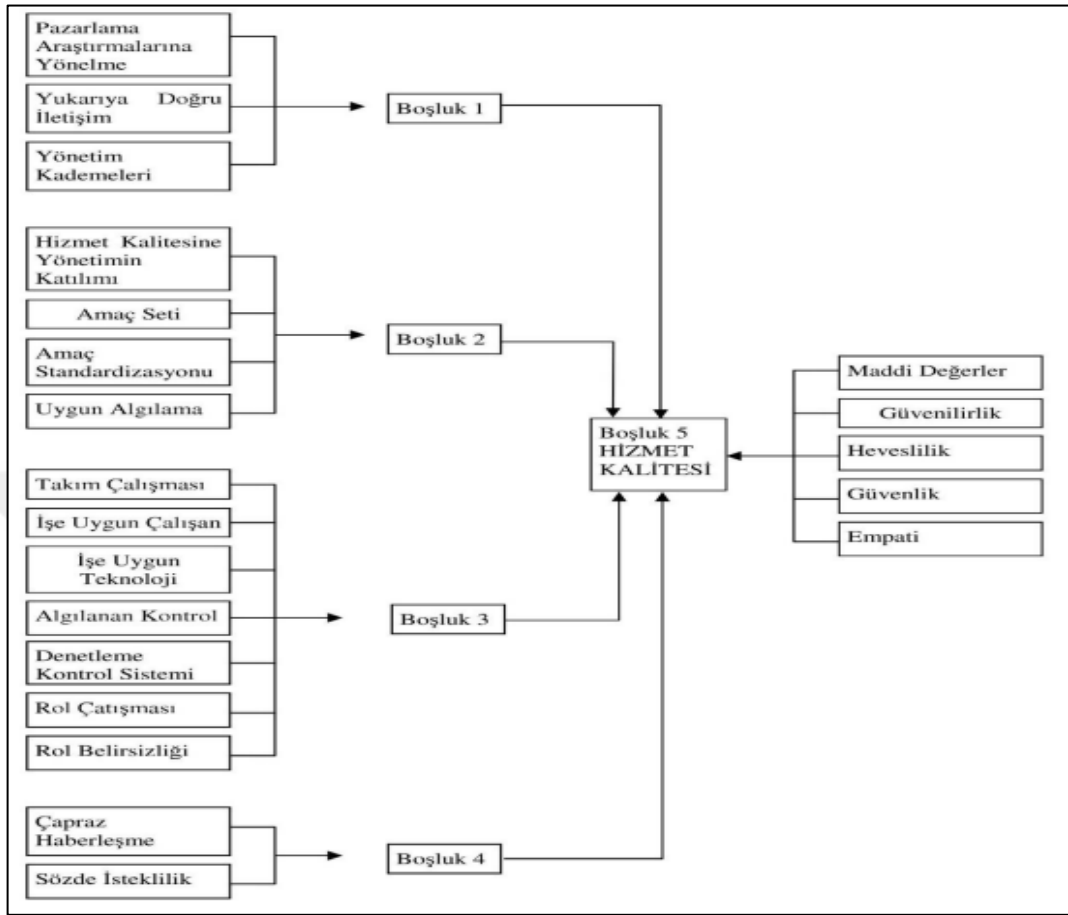 Pazarlama
Araştırmalarına
Yönelme
Yukarıya Doğru
İletişim
Yönetim
Kademeleri
Boşluk 1
Hizmet Kalitesine
Yönetimin
Katılımı
Amaç Seti
Amaç
Standardizasyonu
Uygun Algılama
Boşluk 2
Takım Çalışması
İşe Uygun Çalışan
İşe Uygun
Teknoloji
Algılanan Kontrol
Denetleme
Kontrol Sistemi
Rol Çatışması
Rol Belirsizliği
Boşluk 3
Çapraz
Haberleşme
Sözde İsteklilik
Boşluk 4
Boşluk 5
HİZMET
KALİTESİ
Maddi Değerler
Güvenilirlik
Heveslilik
Güvenlik
Empati